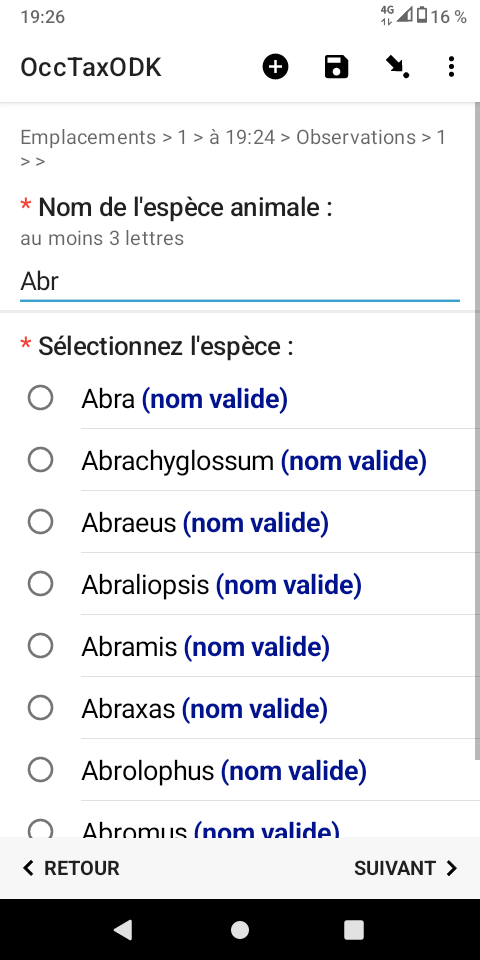 19:26
4G
16 %
OccTaxODK
Emplacements > 1 > à 19:24 > Observations > 1
> >
* Nom de l'espèce animale :
au moins 3 lettres
Abr
* Sélectionnez l'espèce :
Abra (nom valide)
Abrachyglossum (nom valide)
Abraeus (nom valide)
Abraliopsis (nom valide)
Abramis (nom valide)
Abraxas (nom valide)
Abrolophus (nom valide)
Abromus (nom valide)
RETOUR
SUIVANT